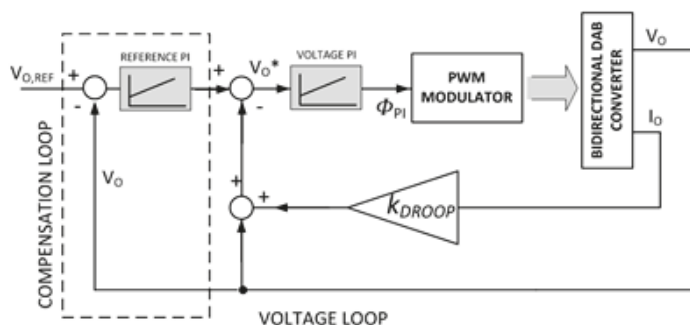 REFERENCE PI
VOLTAGE PI
V_O,REF
+
-
+
V_O*
-
Φ_PI
PWM
MODULATOR
BIDIRECTIONAL DAB
CONVERTER
V_O
I_O
COMPENSATION LOOP
V_O
+
+
k_DROOP
VOLTAGE LOOP